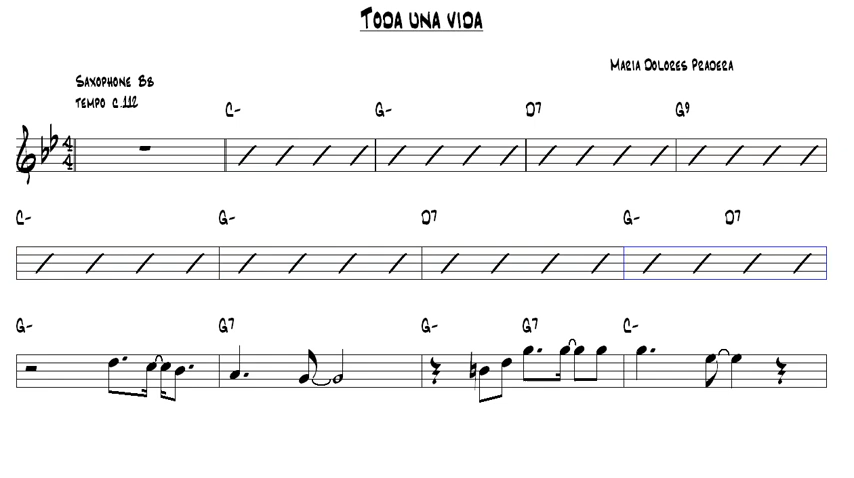 Toda una vida
Maria Dolores Pradera
Saxophone Bb
tempo c.112
C- G- D7 G9
C- G- D7 G- D7
G- G7 G- G7 C-